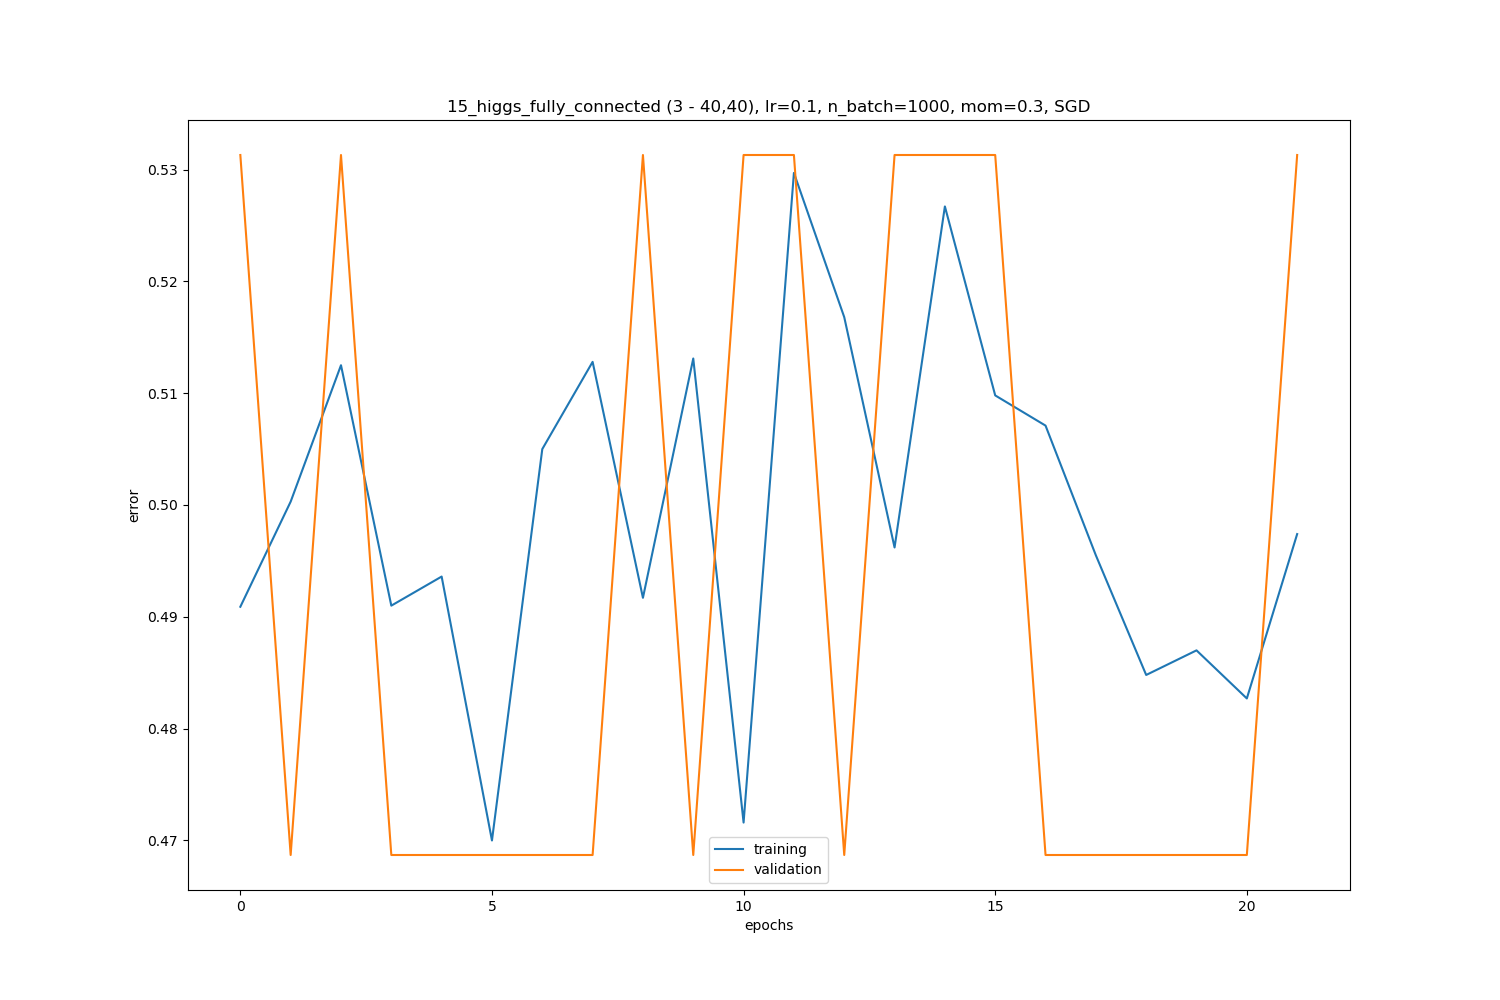 15_higgs_fully_connected (3 - 40,40), lr=0.1, n_batch=1000, mom=0.3, SGD
0.53
0.52
0.51
0.50
0.49
0.48
0.47
error
training
validation
0 5 10 15 20
epochs